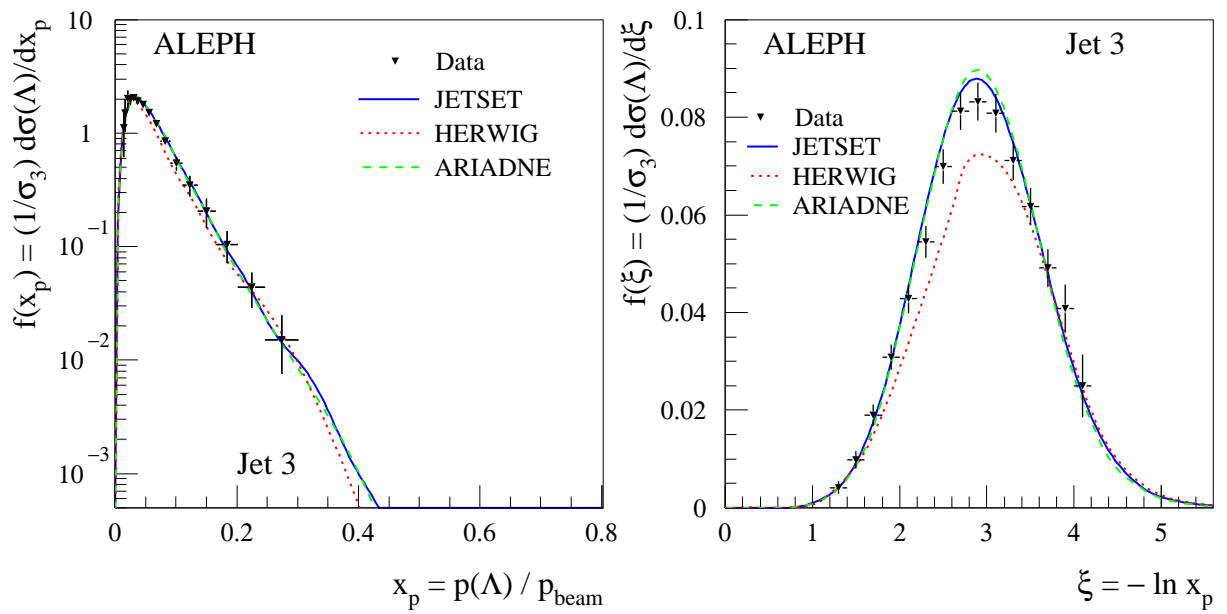 f(x_p) = (1/σ_3) dσ(Λ)/dx_p
10
1
10^−1
10^−2
10^−3
ALEPH
Data
JETSET
HERWIG
ARIADNE
Jet 3
0 0.2 0.4 0.6 0.8
x_p = p(Λ) / p_beam
f(ξ) = (1/σ_3) dσ(Λ)/dξ
0.1
0.08
0.06
0.04
0.02
0
ALEPH Jet 3
Data
JETSET
HERWIG
ARIADNE
0 1 2 3 4 5
ξ = − ln x_p